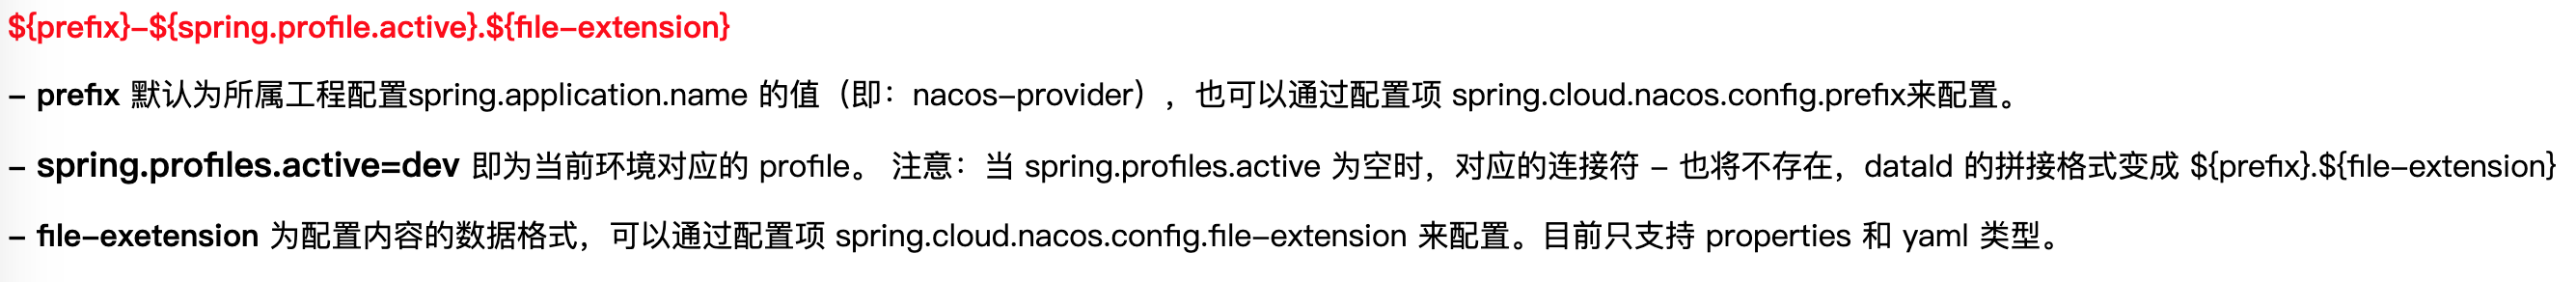 ${prefix}-${spring.profile.active}.${file-extension}
- prefix 默认为所属工程配置spring.application.name 的值（即：nacos-provider），也可以通过配置项 spring.cloud.nacos.config.prefix来配置。
- spring.profiles.active=dev 即为当前环境对应的 profile。 注意：当 spring.profiles.active 为空时，对应的连接符 - 也将不存在，dataId 的拼接格式变成 ${prefix}.${file-extension}
- file-exetension 为配置内容的数据格式，可以通过配置项 spring.cloud.nacos.config.file-extension 来配置。目前只支持 properties 和 yaml 类型。